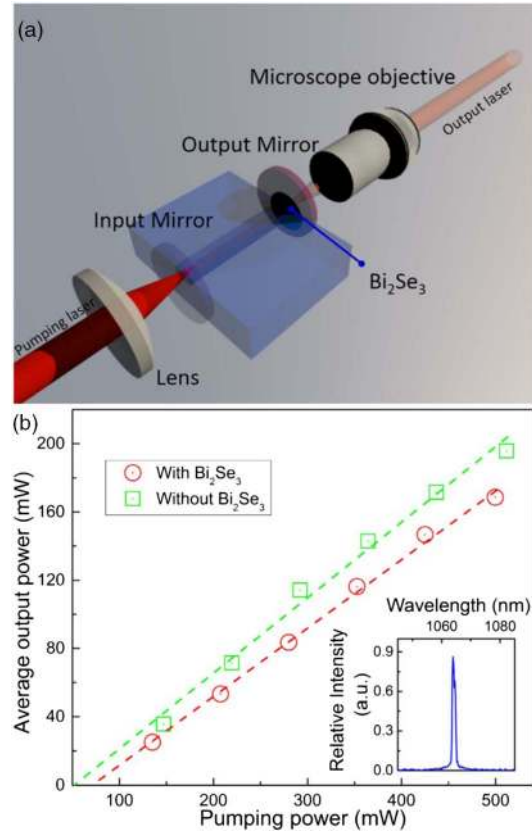 (a)
Microscope objective
Output laser
Output Mirror
Input Mirror
Bi₂Se₃
Pumping laser
Lens
(b)
200
160
120
80
40
0
Average output power (mW)
With Bi₂Se₃
Without Bi₂Se₃
Wavelength (nm)
1060 1080
0.9
0.6
0.3
0.0
Relative Intensity
(a.u.)
100 200 300 400 500
Pumping power (mW)